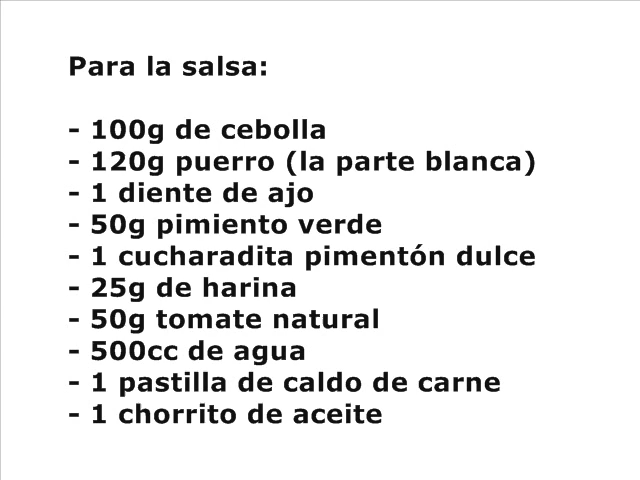 Para la salsa:
- 100g de cebolla
- 120g puerro (la parte blanca)
- 1 diente de ajo
- 50g pimiento verde
- 1 cucharadita pimentón dulce
- 25g de harina
- 50g tomate natural
- 500cc de agua
- 1 pastilla de caldo de carne
- 1 chorrito de aceite